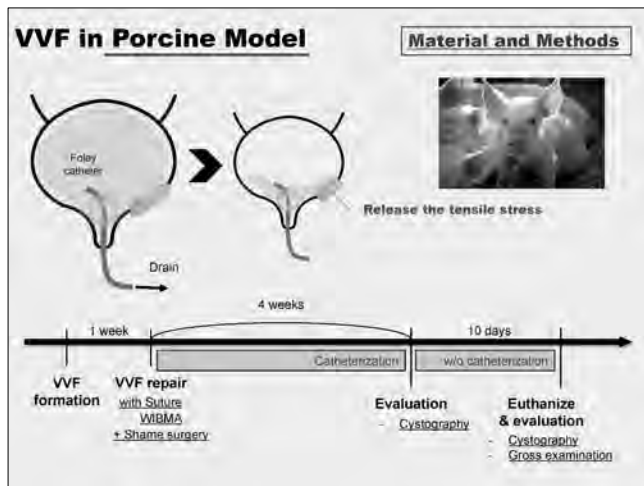 VVF in Porcine Model
Material and Methods
Foley
catheter
Release the tensile stress
Drain
4 weeks
1 week
10 days
Catheterization
w/o catheterization
VVF
formation
VVF repair
with Suture
WIBMA
+ Shame surgery
Evaluation
- Cystography
Euthanize
& evaluation
- Cystography
- Gross examination